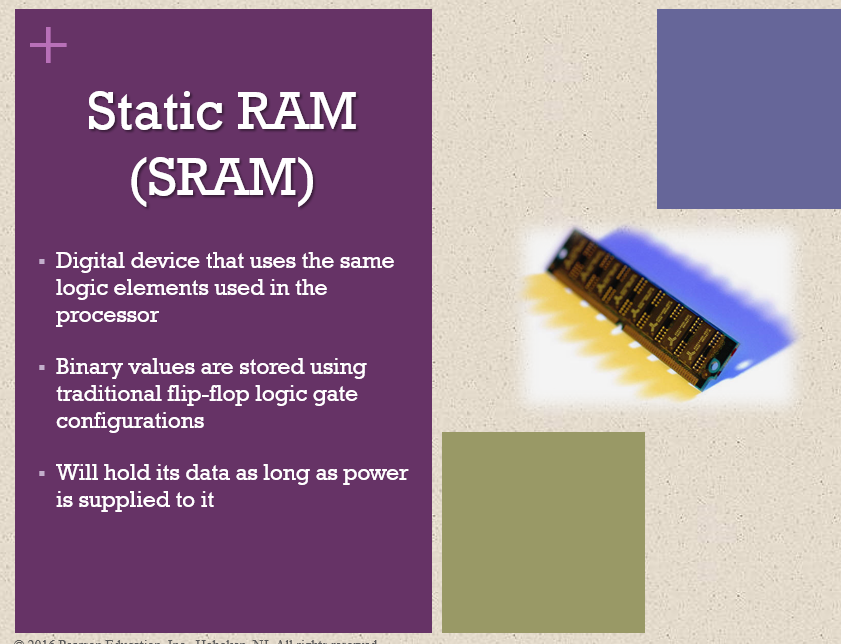 +
Static RAM
(SRAM)
▪ Digital device that uses the same
logic elements used in the
processor
▪ Binary values are stored using
traditional flip-flop logic gate
configurations
▪ Will hold its data as long as power
is supplied to it
© 2016 Pearson Education, Inc., Hoboken, NJ. All rights reserved.